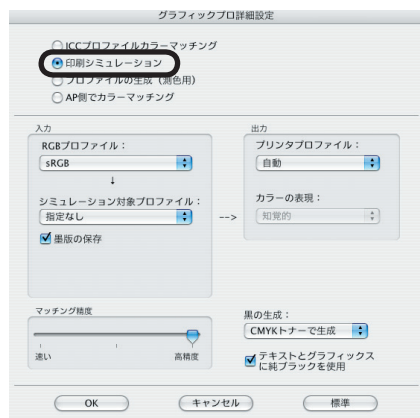 グラフィックプロ詳細設定
ICCプロファイルカラーマッチング
印刷シミュレーション
プロファイルの生成（測色用）
AP側でカラーマッチング
入力
RGBプロファイル：
sRGB
↓
シミュレーション対象プロファイル：
指定なし
墨版の保存
-->
出力
プリンタプロファイル：
自動
カラーの表現：
知覚的
マッチング精度
速い
高精度
黒の生成：
CMYKトナーで生成
テキストとグラフィックス
に純ブラックを使用
OK
キャンセル
標準